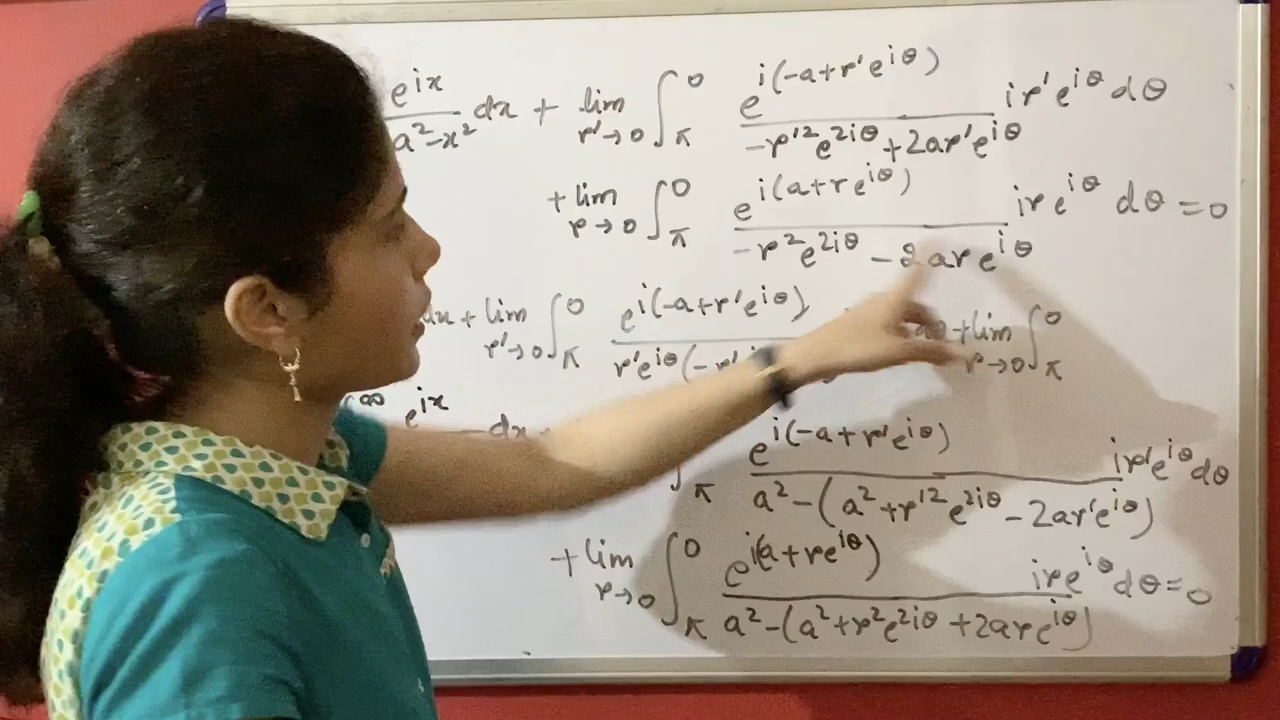 e^{ix}/(a²-x²) dx + lim_{r'→0} ∫_π^0 e^{i(-a+r'e^{iθ})}/(-r'²e^{2iθ}+2ar'e^{iθ}) ir'e^{iθ} dθ
+ lim_{r→0} ∫_π^0 e^{i(a+re^{iθ})}/(-r²e^{2iθ}-2are^{iθ}) ire^{iθ} dθ = 0
dx + lim_{r'→0} ∫_π^0 e^{i(-a+r'e^{iθ})}/(r'e^{iθ}(-r' + lim_{r→0} ∫_π^0
∞ e^{ix} dx ∫_π e^{i(-a+r'e^{iθ})}/(a²-(a²+r'²e^{2iθ}-2ar'e^{iθ})) ir'e^{iθ} dθ
+ lim_{r→0} ∫_π^0 e^{i(a+re^{iθ})}/(a²-(a²+r²e^{2iθ}+2are^{iθ})) ire^{iθ} dθ = 0